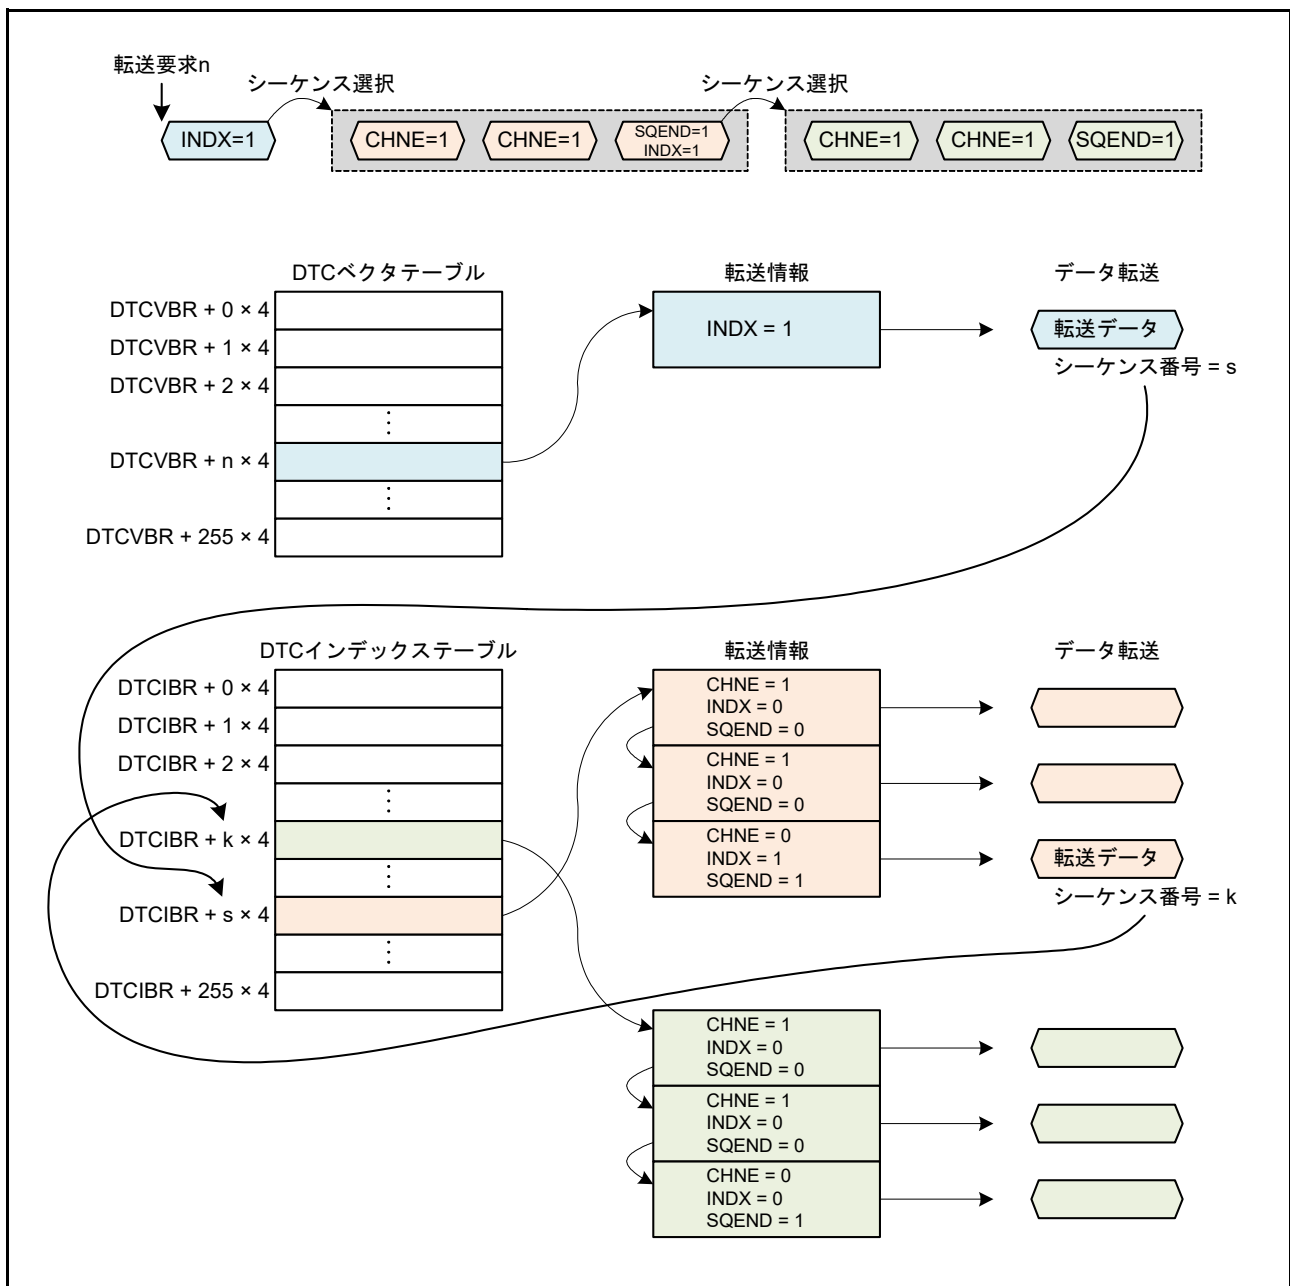 転送要求n
シーケンス選択
シーケンス選択
INDX=1
CHNE=1
CHNE=1
SQEND=1
INDX=1
CHNE=1
CHNE=1
SQEND=1
DTCベクタテーブル
転送情報
データ転送
DTCVBR + 0 × 4
DTCVBR + 1 × 4
DTCVBR + 2 × 4
⋮
DTCVBR + n × 4
⋮
DTCVBR + 255 × 4
INDX = 1
転送データ
シーケンス番号 = s
DTCインデックステーブル
転送情報
データ転送
DTCIBR + 0 × 4
DTCIBR + 1 × 4
DTCIBR + 2 × 4
⋮
DTCIBR + k × 4
⋮
DTCIBR + s × 4
⋮
DTCIBR + 255 × 4
CHNE = 1
INDX = 0
SQEND = 0
CHNE = 1
INDX = 0
SQEND = 0
CHNE = 0
INDX = 1
SQEND = 1
転送データ
シーケンス番号 = k
CHNE = 1
INDX = 0
SQEND = 0
CHNE = 1
INDX = 0
SQEND = 0
CHNE = 0
INDX = 0
SQEND = 1